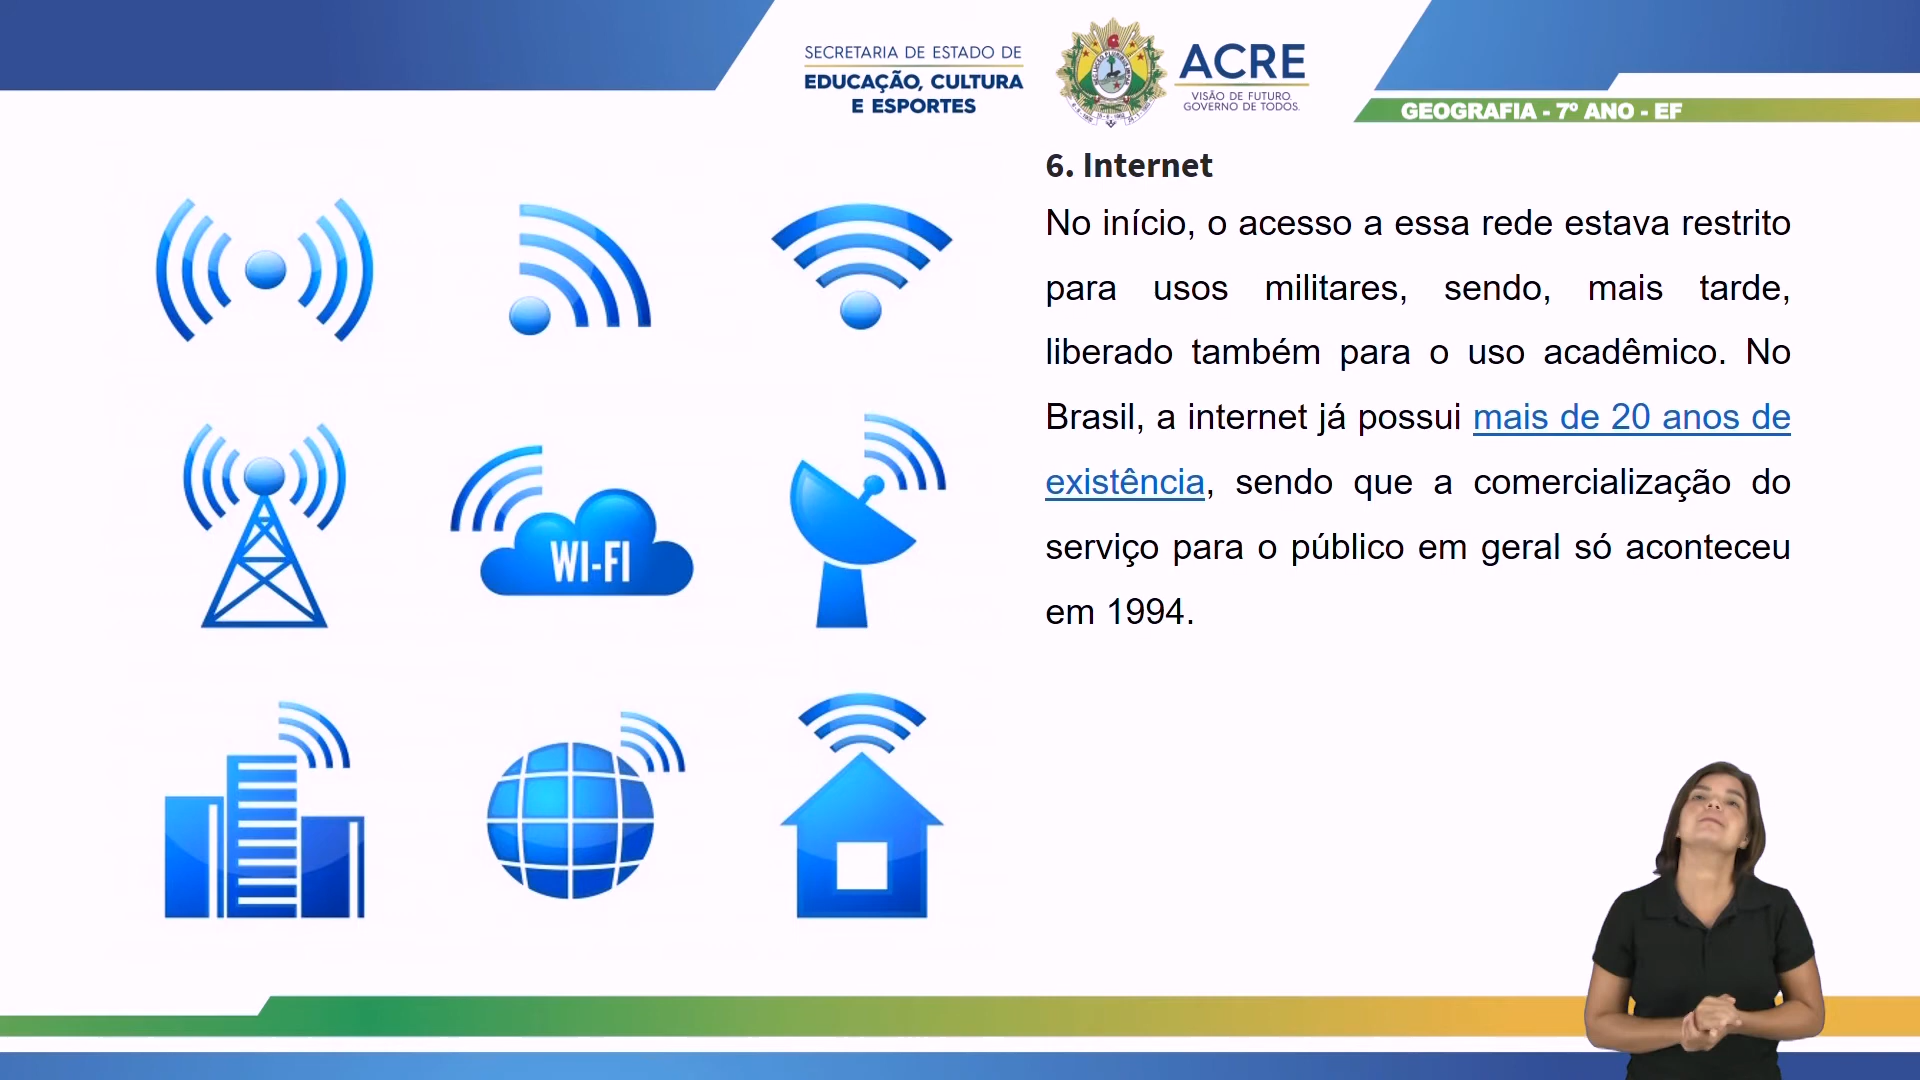 SECRETARIA DE ESTADO DE
EDUCAÇÃO, CULTURA
E ESPORTES
ACRE
VISÃO DE FUTURO.
GOVERNO DE TODOS.
GEOGRAFIA - 7º ANO - EF
6. Internet
No início, o acesso a essa rede estava restrito
para usos militares, sendo, mais tarde,
liberado também para o uso acadêmico. No
Brasil, a internet já possui mais de 20 anos de
existência, sendo que a comercialização do
serviço para o público em geral só aconteceu
em 1994.
WI-FI